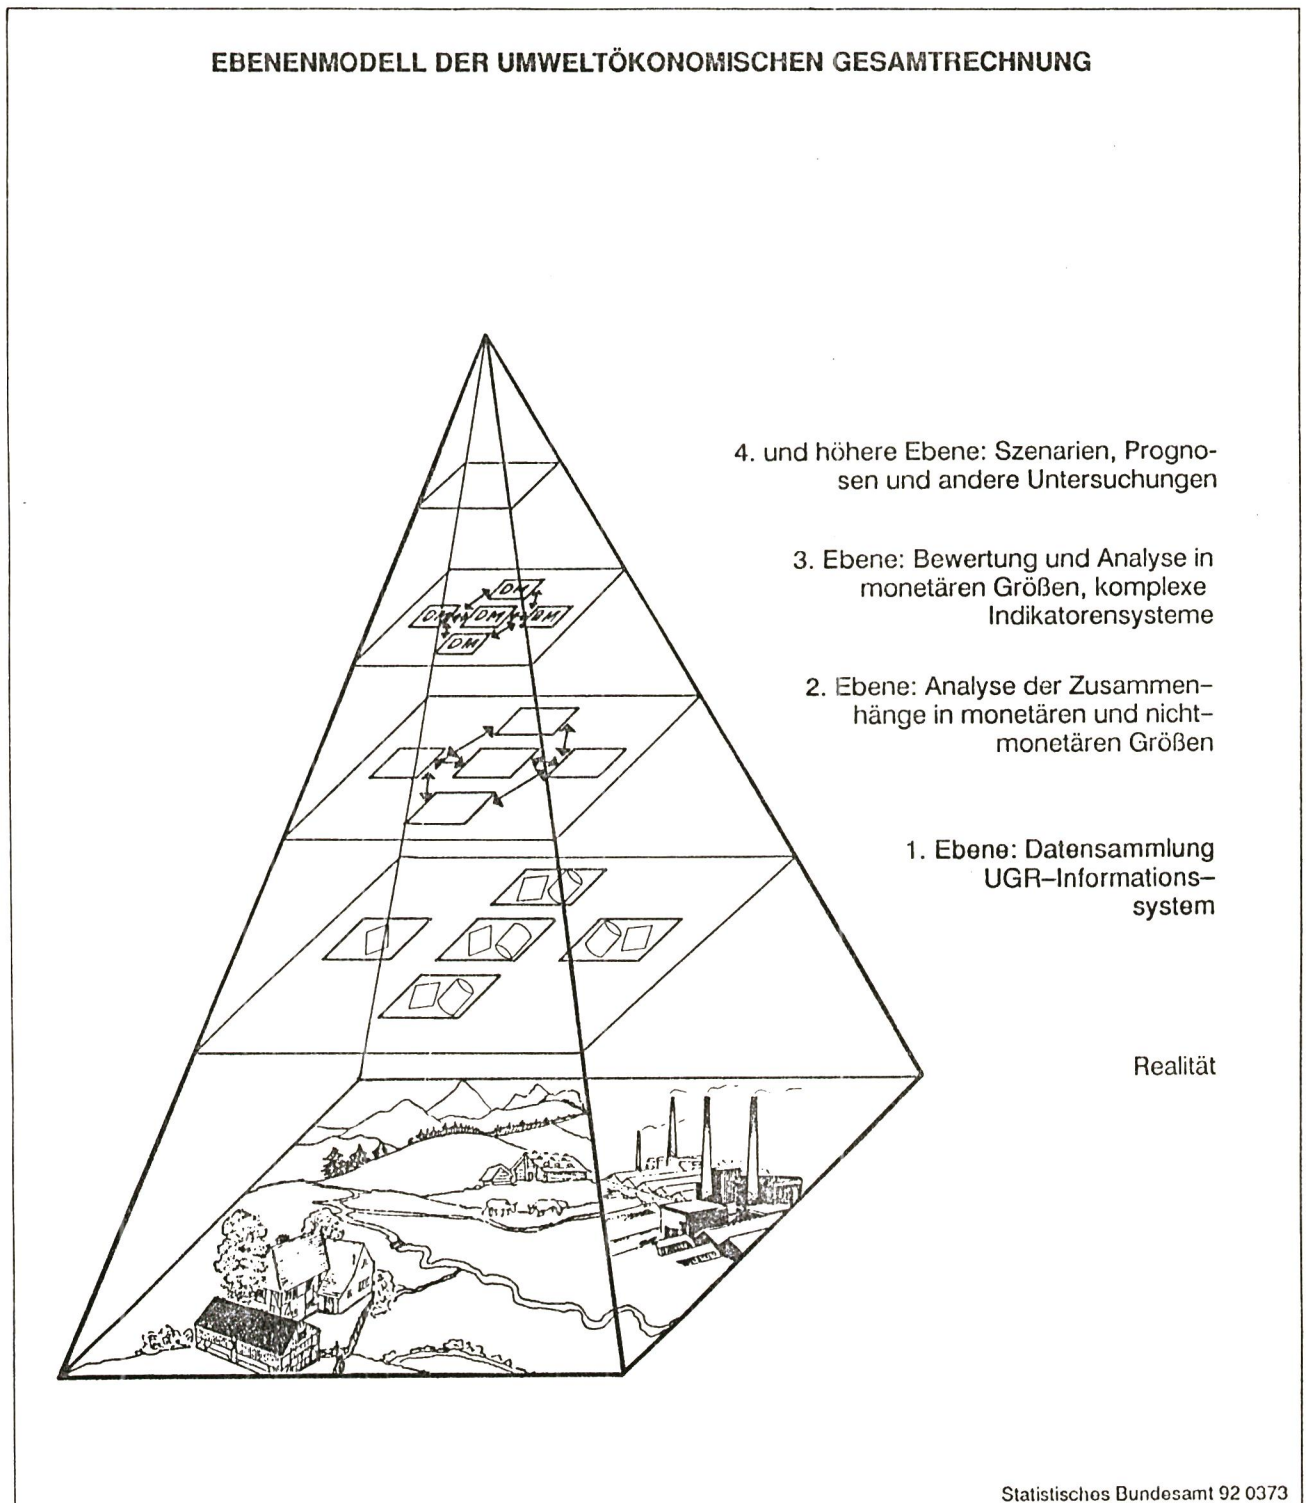 EBENENMODELL DER UMWELTÖKONOMISCHEN GESAMTRECHNUNG
4. und höhere Ebene: Szenarien, Progno-
sen und andere Untersuchungen
3. Ebene: Bewertung und Analyse in
monetären Größen, komplexe
Indikatorensysteme
DM
DM DM DM
DM
2. Ebene: Analyse der Zusammen-
hänge in monetären und nicht-
monetären Größen
1. Ebene: Datensammlung
UGR-Informations-
system
Realität
Statistisches Bundesamt 92 0373